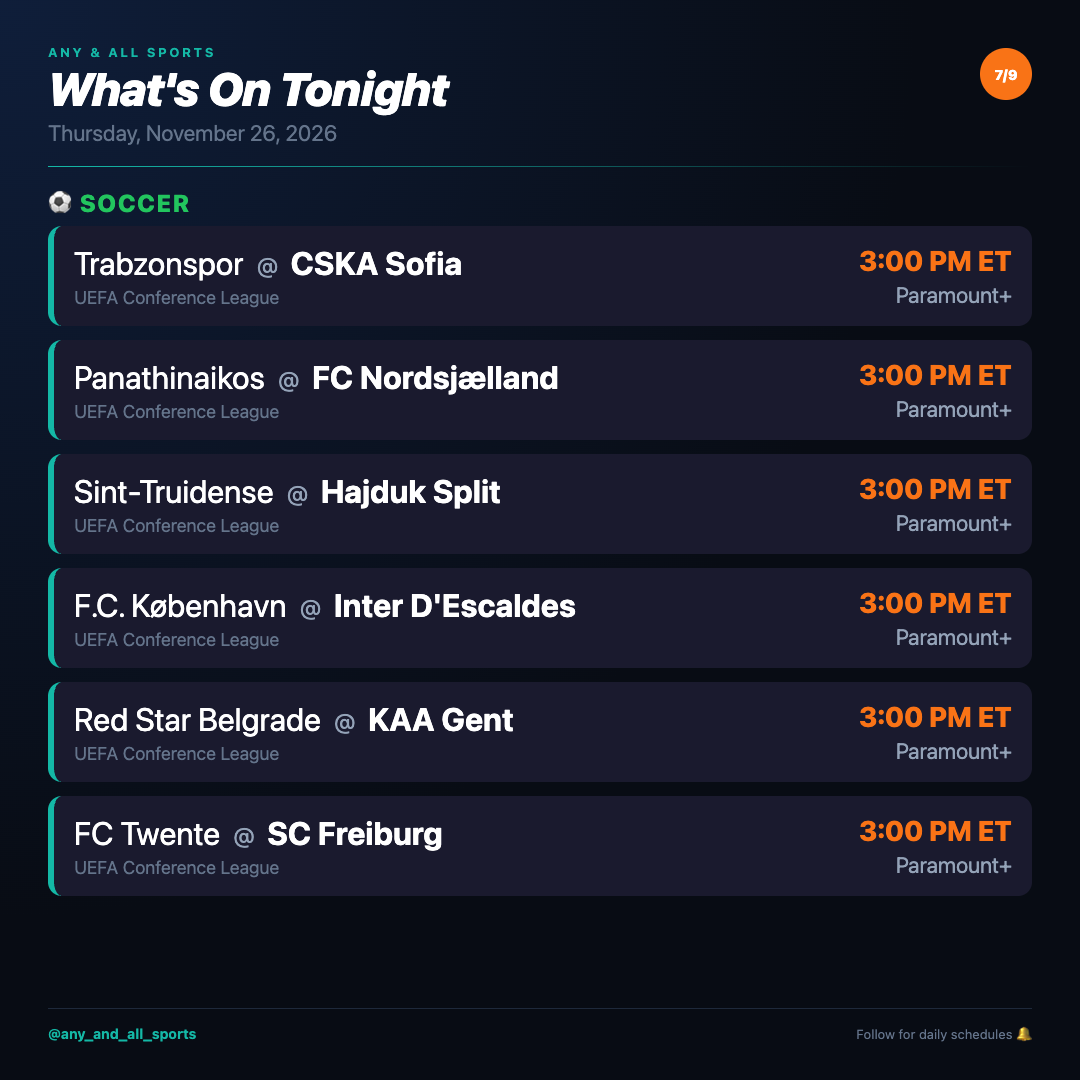 ANY & ALL SPORTS
What's On Tonight
7/9
Thursday, November 26, 2026
⚽ SOCCER
Trabzonspor @ CSKA Sofia
3:00 PM ET
UEFA Conference League
Paramount+
Panathinaikos @ FC Nordsjælland
3:00 PM ET
UEFA Conference League
Paramount+
Sint-Truidense @ Hajduk Split
3:00 PM ET
UEFA Conference League
Paramount+
F.C. København @ Inter D'Escaldes
3:00 PM ET
UEFA Conference League
Paramount+
Red Star Belgrade @ KAA Gent
3:00 PM ET
UEFA Conference League
Paramount+
FC Twente @ SC Freiburg
3:00 PM ET
UEFA Conference League
Paramount+
@any_and_all_sports
Follow for daily schedules 🔔